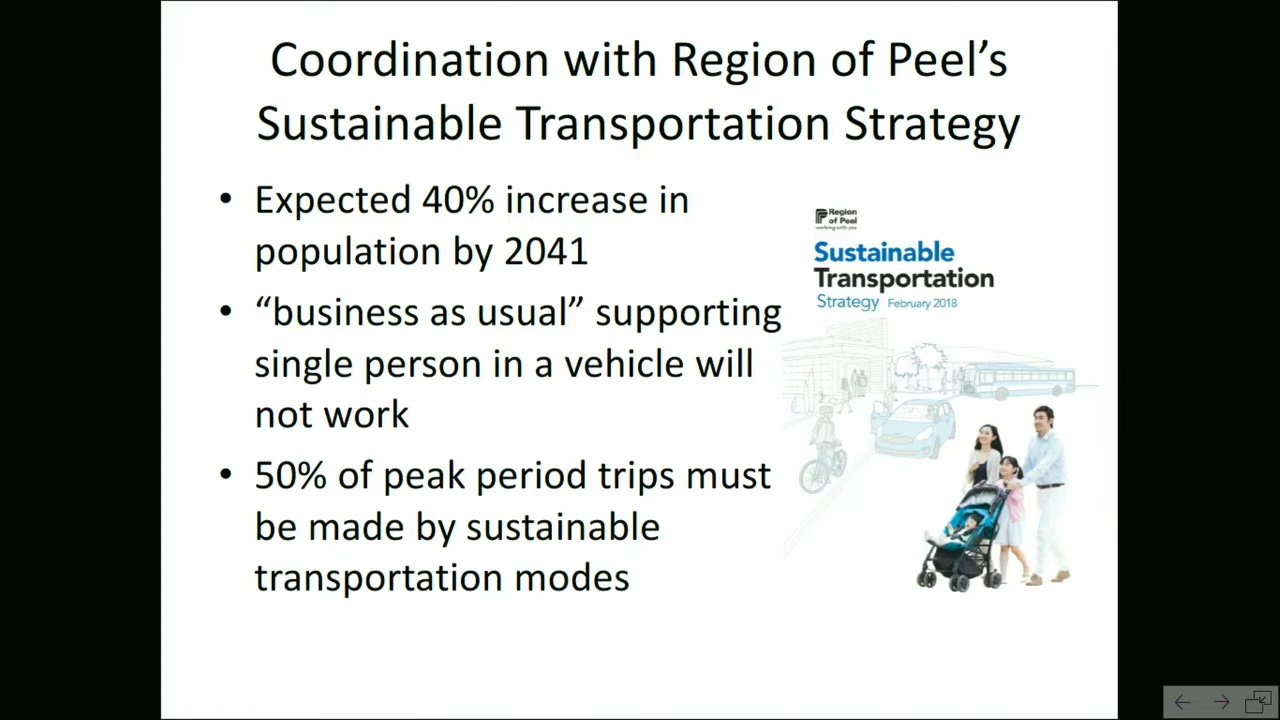 Coordination with Region of Peel’s
Sustainable Transportation Strategy
• Expected 40% increase in
population by 2041
• “business as usual” supporting
single person in a vehicle will
not work
• 50% of peak period trips must
be made by sustainable
transportation modes
Region
of Peel
working with you
Sustainable
Transportation
Strategy February 2018